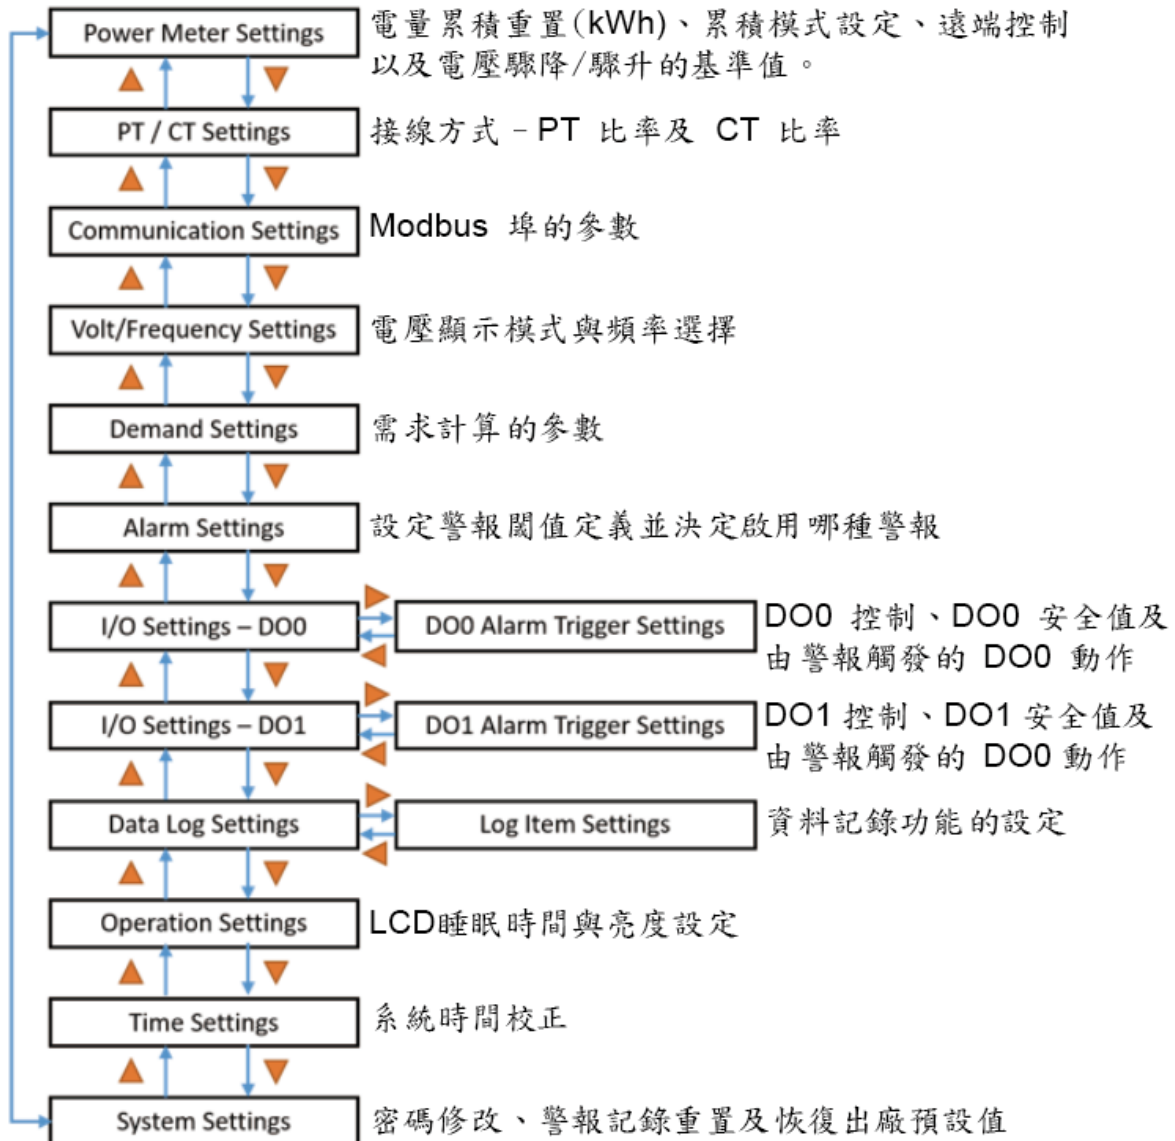 Power Meter Settings
電量累積重置(kWh)、累積模式設定、遠端控制
以及電壓驟降/驟升的基準值。
PT / CT Settings
接線方式 – PT 比率及 CT 比率
Communication Settings
Modbus 埠的參數
Volt/Frequency Settings
電壓顯示模式與頻率選擇
Demand Settings
需求計算的參數
Alarm Settings
設定警報閾值定義並決定啟用哪種警報
I/O Settings – DO0
DO0 Alarm Trigger Settings
DO0 控制、DO0 安全值及
由警報觸發的 DO0 動作
I/O Settings – DO1
DO1 Alarm Trigger Settings
DO1 控制、DO1 安全值及
由警報觸發的 DO0 動作
Data Log Settings
Log Item Settings
資料記錄功能的設定
Operation Settings
LCD睡眠時間與亮度設定
Time Settings
系統時間校正
System Settings
密碼修改、警報記錄重置及恢復出廠預設值